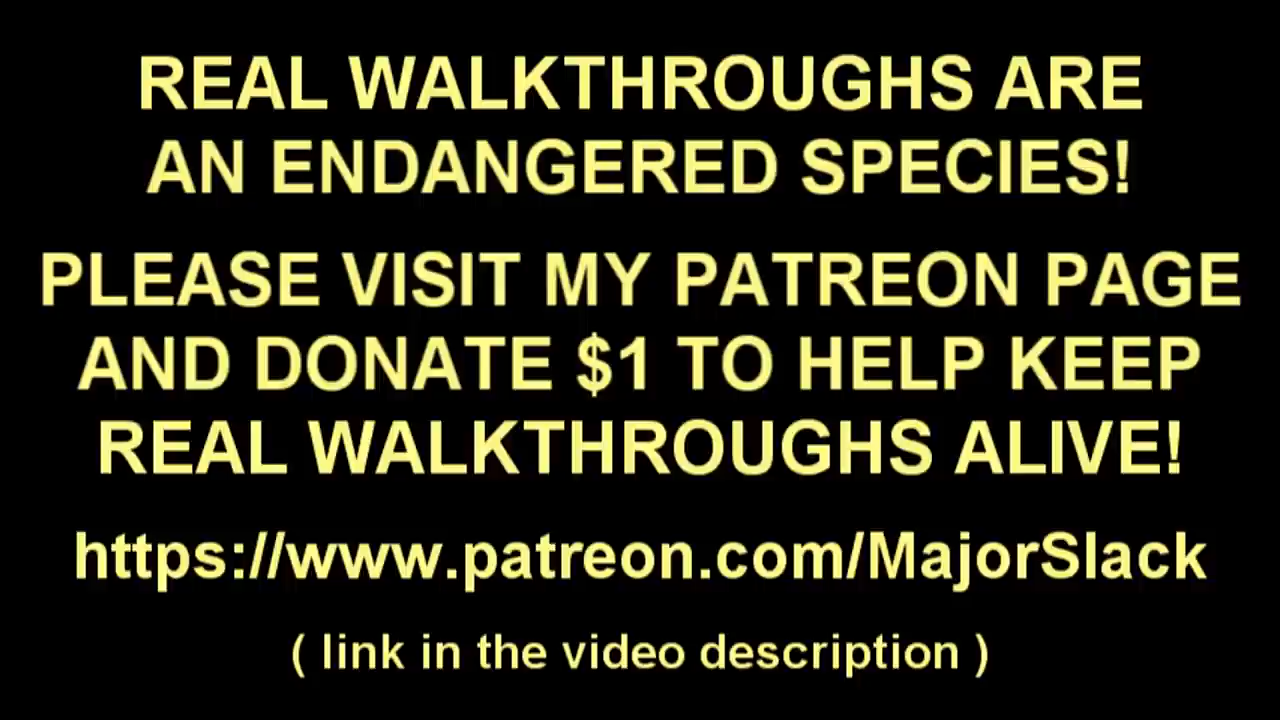 REAL WALKTHROUGHS ARE
AN ENDANGERED SPECIES!
PLEASE VISIT MY PATREON PAGE
AND DONATE $1 TO HELP KEEP
REAL WALKTHROUGHS ALIVE!
https://www.patreon.com/MajorSlack
( link in the video description )